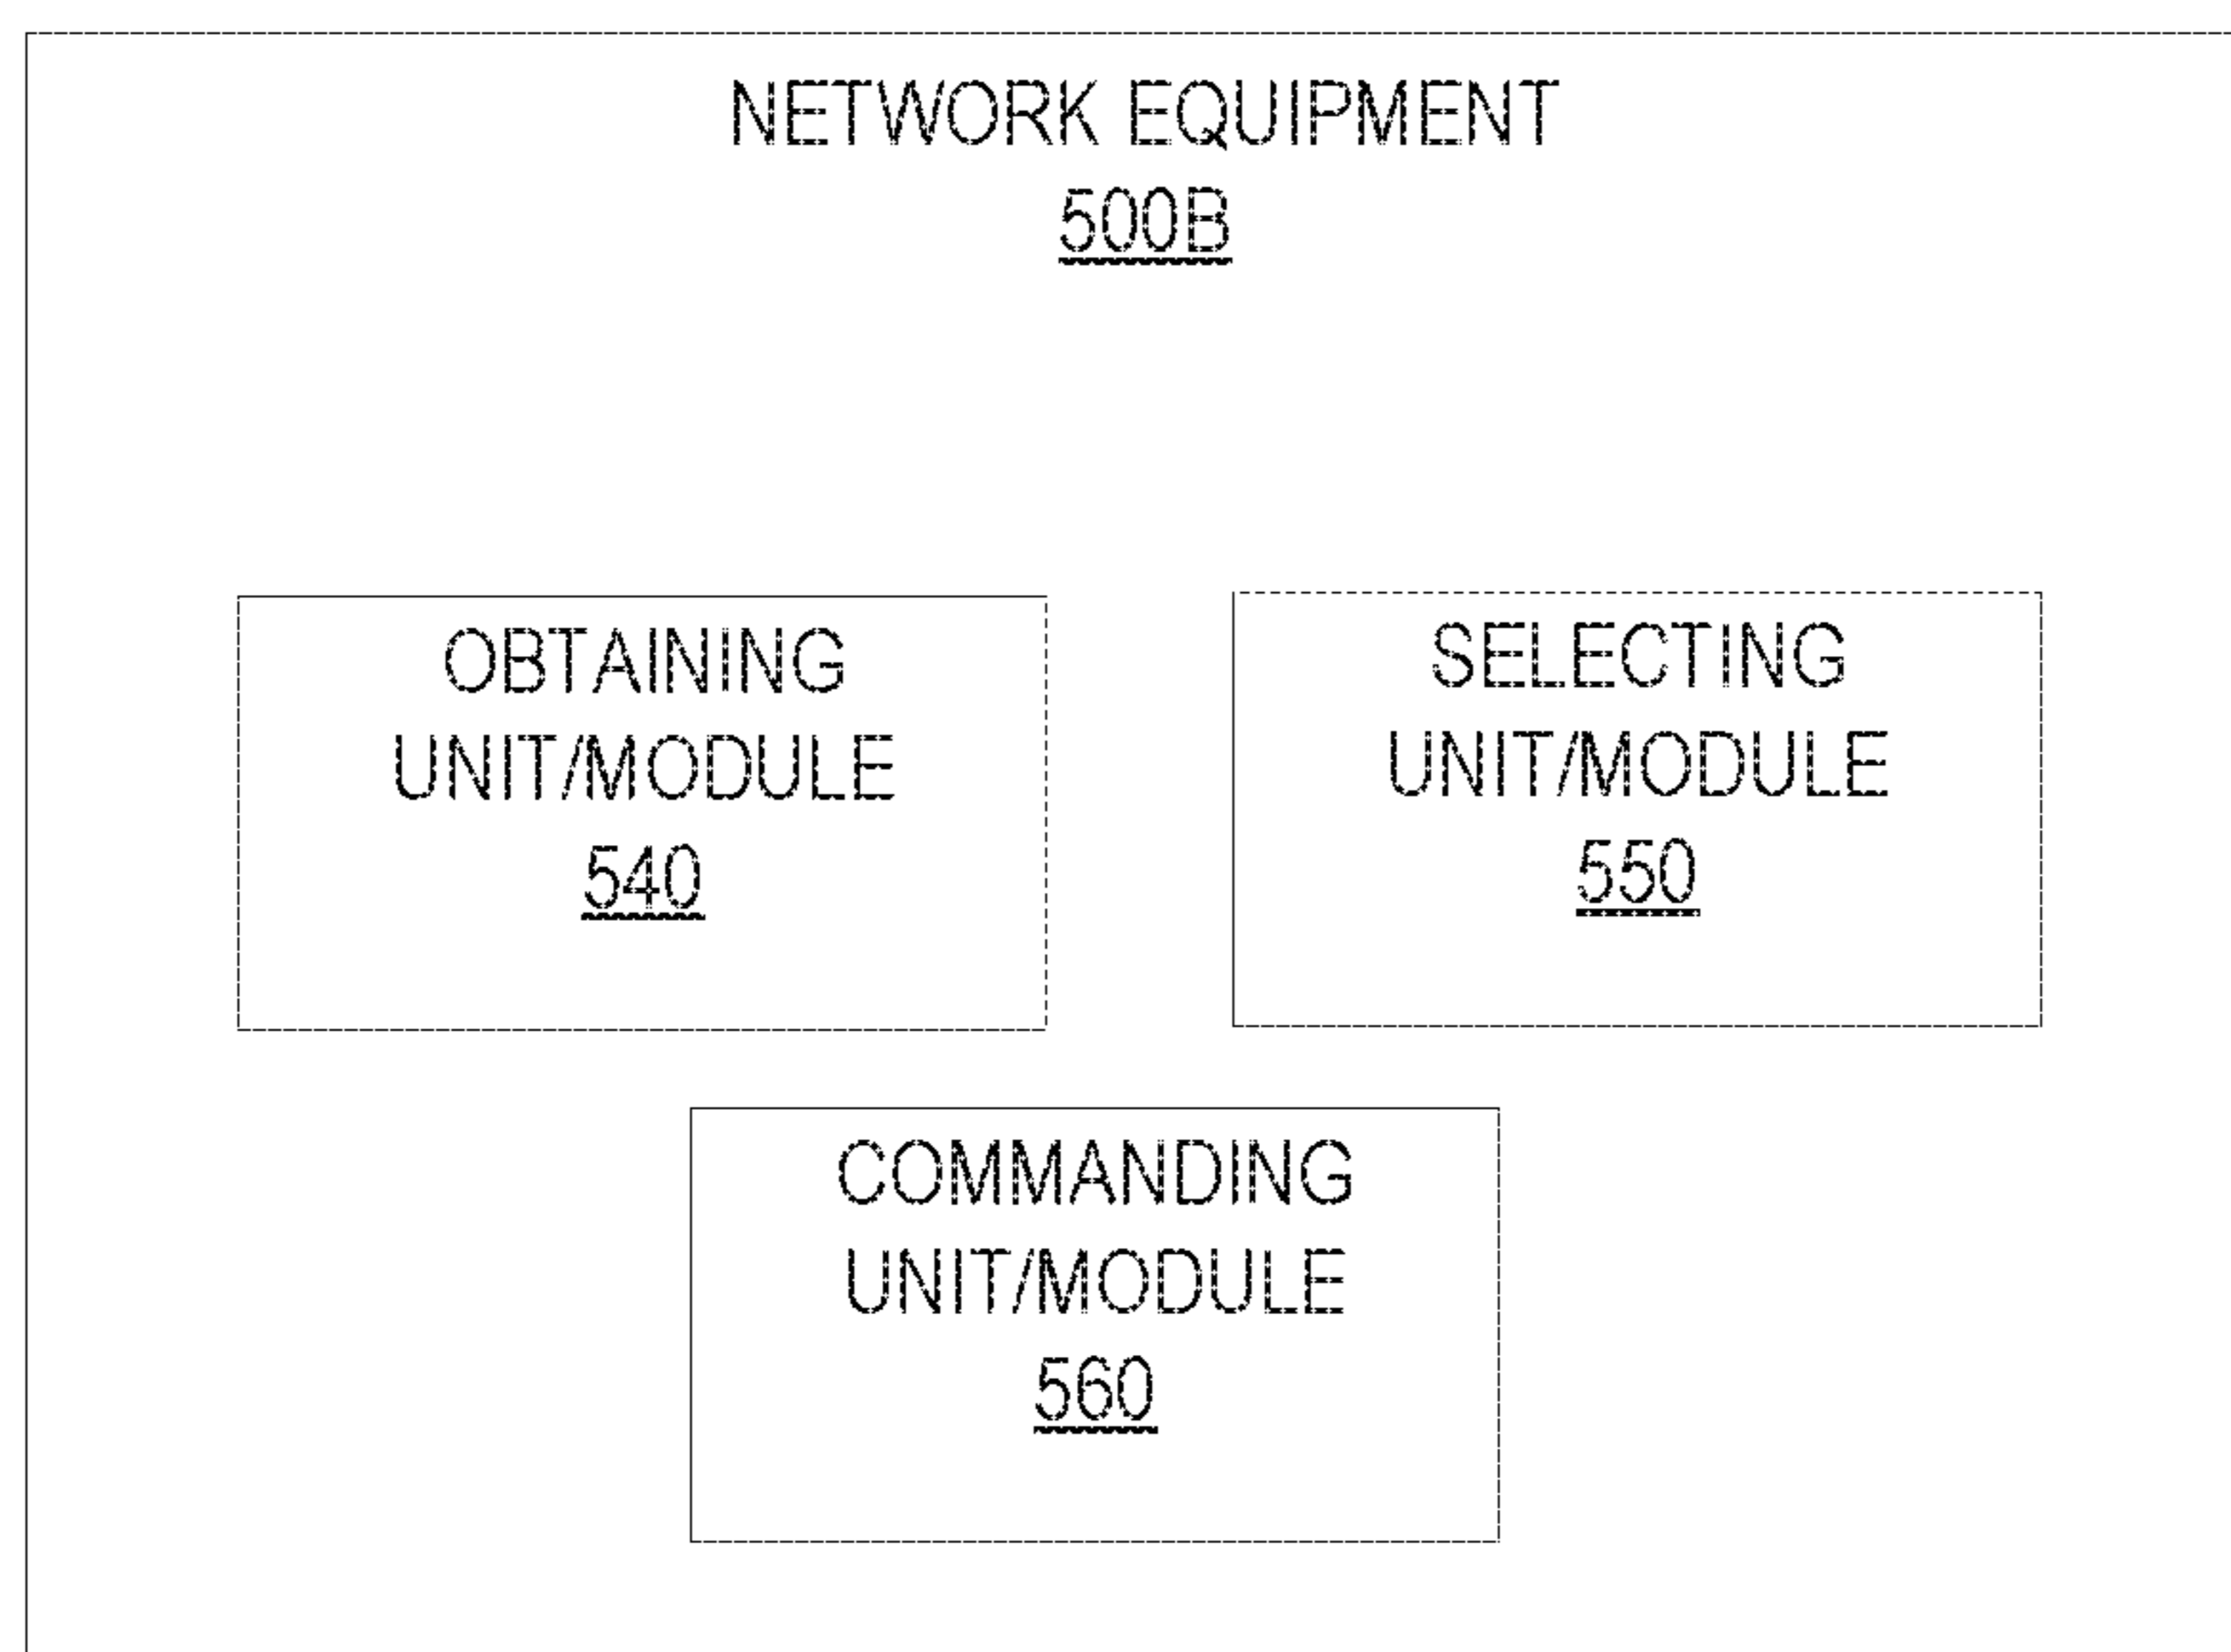 NETWORK EQUIPMENT
500B
OBTAINING
UNIT/MODULE
540
SELECTING
UNIT/MODULE
550
COMMANDING
UNIT/MODULE
560